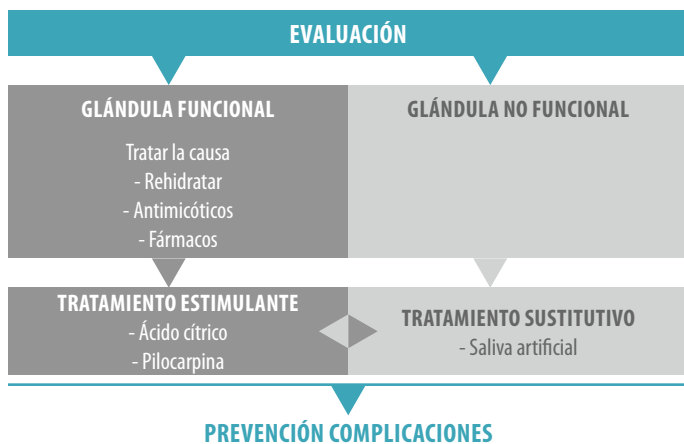 EVALUACIÓN
GLÁNDULA FUNCIONAL
Tratar la causa
- Rehidratar
- Antimicóticos
- Fármacos
GLÁNDULA NO FUNCIONAL
TRATAMIENTO ESTIMULANTE
- Ácido cítrico
- Pilocarpina
TRATAMIENTO SUSTITUTIVO
- Saliva artificial
PREVENCIÓN COMPLICACIONES